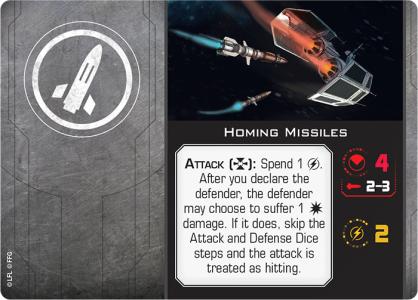 HOMING MISSILES
ATTACK ( ): Spend 1 .
After you declare the
defender, the defender
may choose to suffer 1
damage. If it does, skip the
Attack and Defense Dice
steps and the attack is
treated as hitting.
4
2–3
2
© LFL © FFG